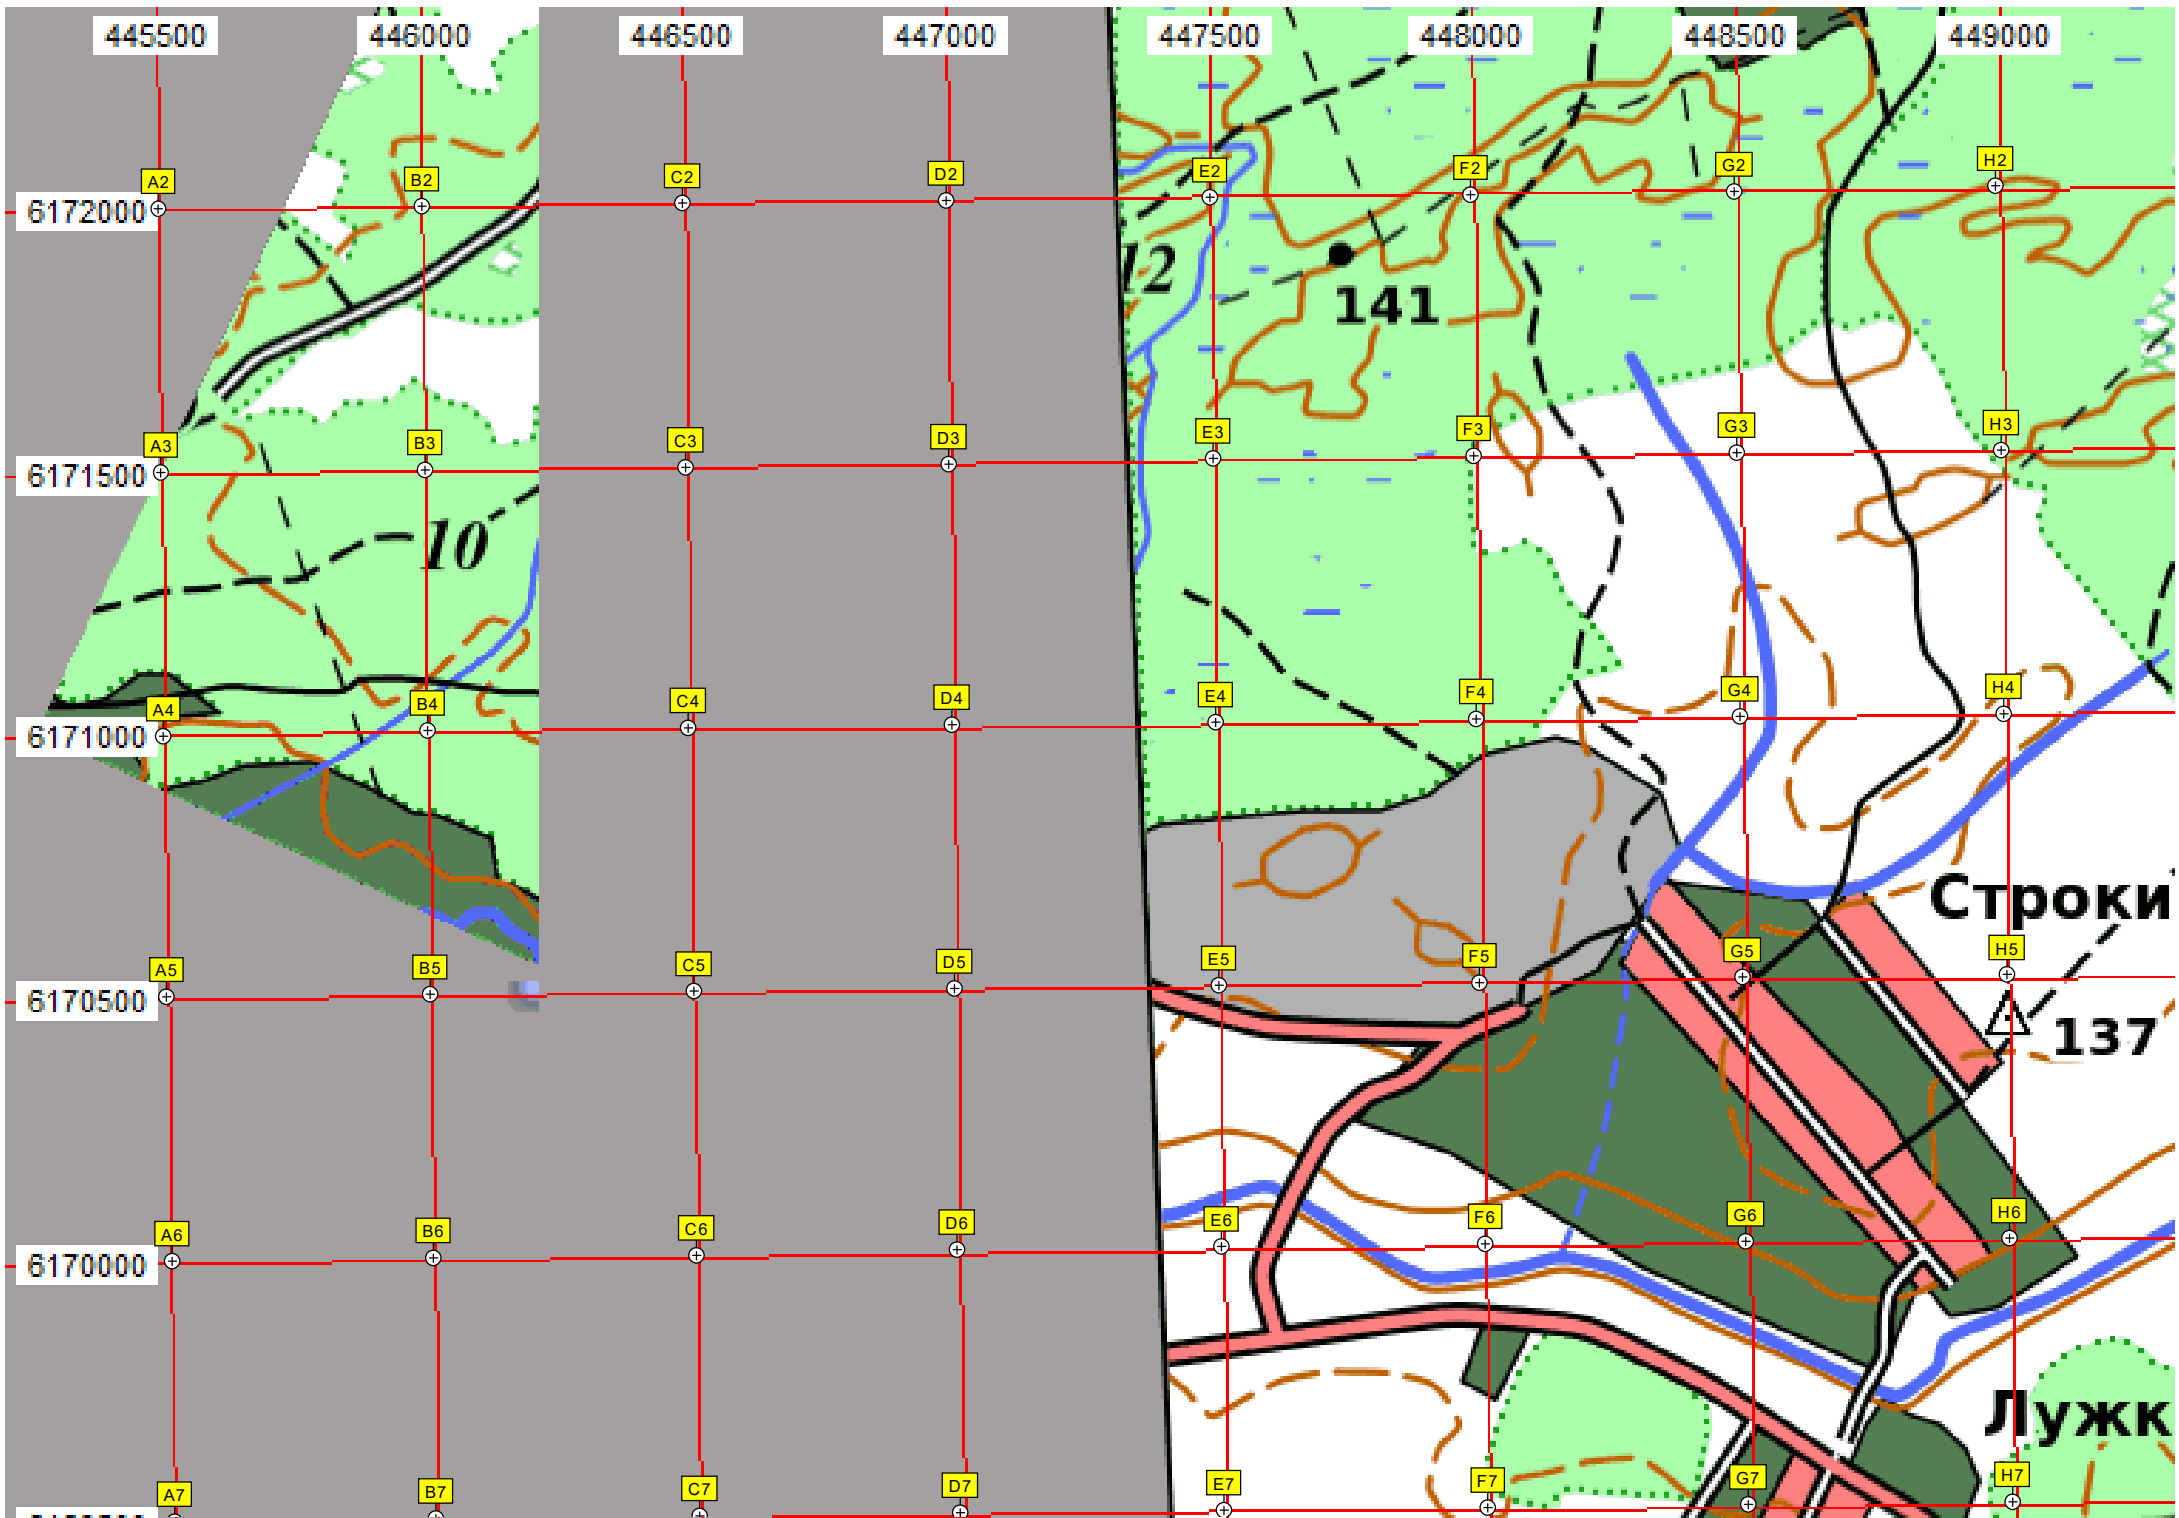 445500 446000 446500 447000 447500 448000 448500 449000
A2 B2 C2 D2 E2 F2 G2 H2
6172000
12
141
A3 B3 C3 D3 E3 F3 G3 H3
6171500
10
A4 B4 C4 D4 E4 F4 G4 H4
6171000
Строки
A5 B5 C5 D5 E5 F5 G5 H5
6170500
137
A6 B6 C6 D6 E6 F6 G6 H6
6170000
Лужк
A7 B7 C7 D7 E7 F7 G7 H7